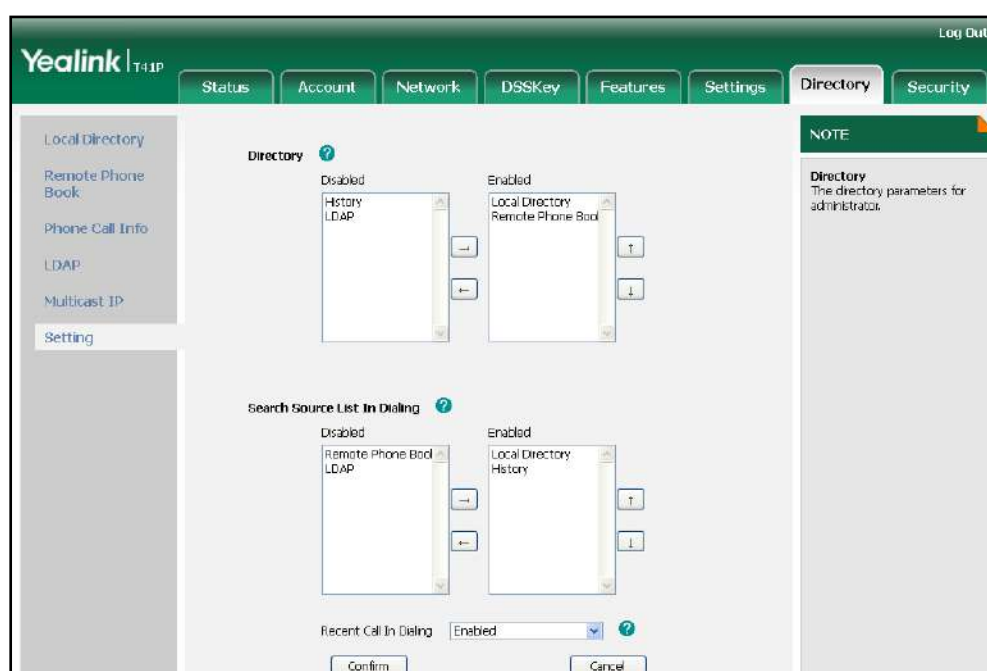 Log Out
Yealink T41P
Status Account Network DSSKey Features Settings Directory Security
Local Directory
Remote Phone
Book
Phone Call Info
LDAP
Multicast IP
Setting
Directory ?
Disabled Enabled
History
LDAP
Local Directory
Remote Phone Bool
→
←
↑
↓
Search Source List In Dialing ?
Disabled Enabled
Remote Phone Bool
LDAP
Local Directory
History
→
←
↑
↓
Recent Call In Dialing Enabled ?
Confirm Cancel
NOTE
Directory
The directory parameters for
administrator.